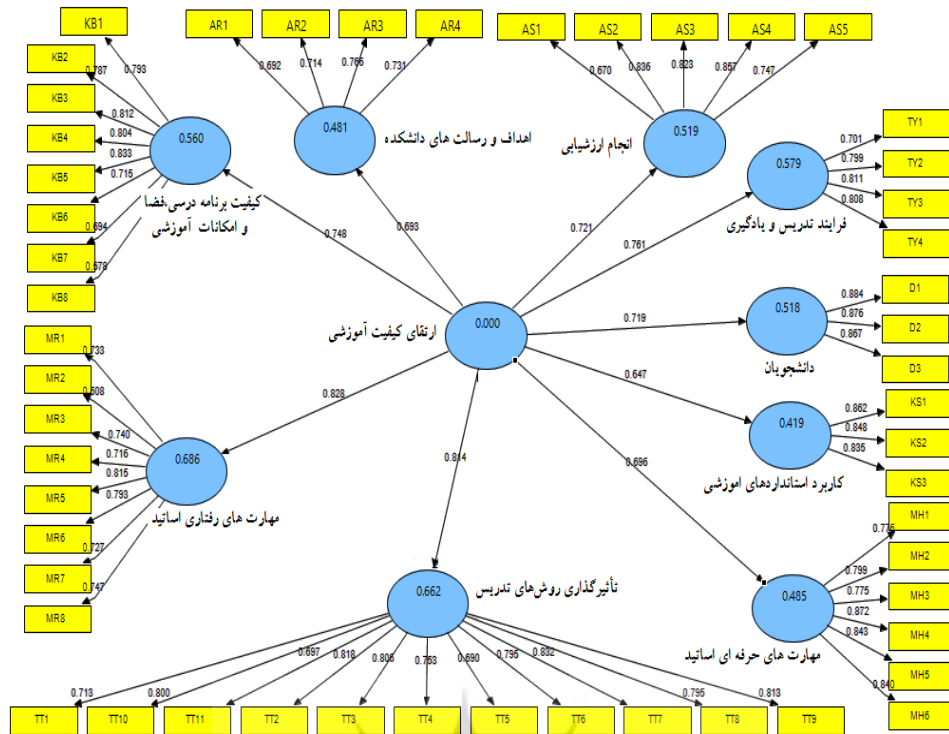 KB1
AR1
AR2
AR3
AR4
AS1
AS2
AS3
AS4
AS5
KB2
KB3
KB4
KB5
KB6
KB7
KB8
0.793
0.787
0.812
0.804
0.833
0.715
0.694
0.678
0.560
کیفیت برنامه درسی،فضا
و امکانات آموزشی
0.692
0.714
0.766
0.731
0.481
اهداف و رسالت های دانشکده
0.670
0.836
0.823
0.857
0.747
0.519
انجام ارزشیابی
TY1
TY2
TY3
TY4
0.701
0.799
0.811
0.808
0.579
فرایند تدریس و یادگیری
0.748
0.693
0.721
0.761
0.000
ارتقای کیفیت آموزشی
0.719
0.518
دانشجویان
0.884
0.876
0.867
D1
D2
D3
0.647
0.419
کاربرد استانداردهای اموزشی
0.862
0.848
0.835
KS1
KS2
KS3
MR1
MR2
MR3
MR4
MR5
MR6
MR7
MR8
0.733
0.608
0.740
0.716
0.815
0.793
0.727
0.747
0.686
مهارت های رفتاری اساتید
0.828
0.814
0.696
0.485
مهارت های حرفه ای اساتید
0.776
0.799
0.775
0.872
0.843
0.840
MH1
MH2
MH3
MH4
MH5
MH6
0.662
تأثیرگذاری روش‌های تدریس
0.713
0.800
0.697
0.818
0.806
0.753
0.690
0.795
0.832
0.795
0.813
TT1
TT10
TT11
TT2
TT3
TT4
TT5
TT6
TT7
TT8
TT9